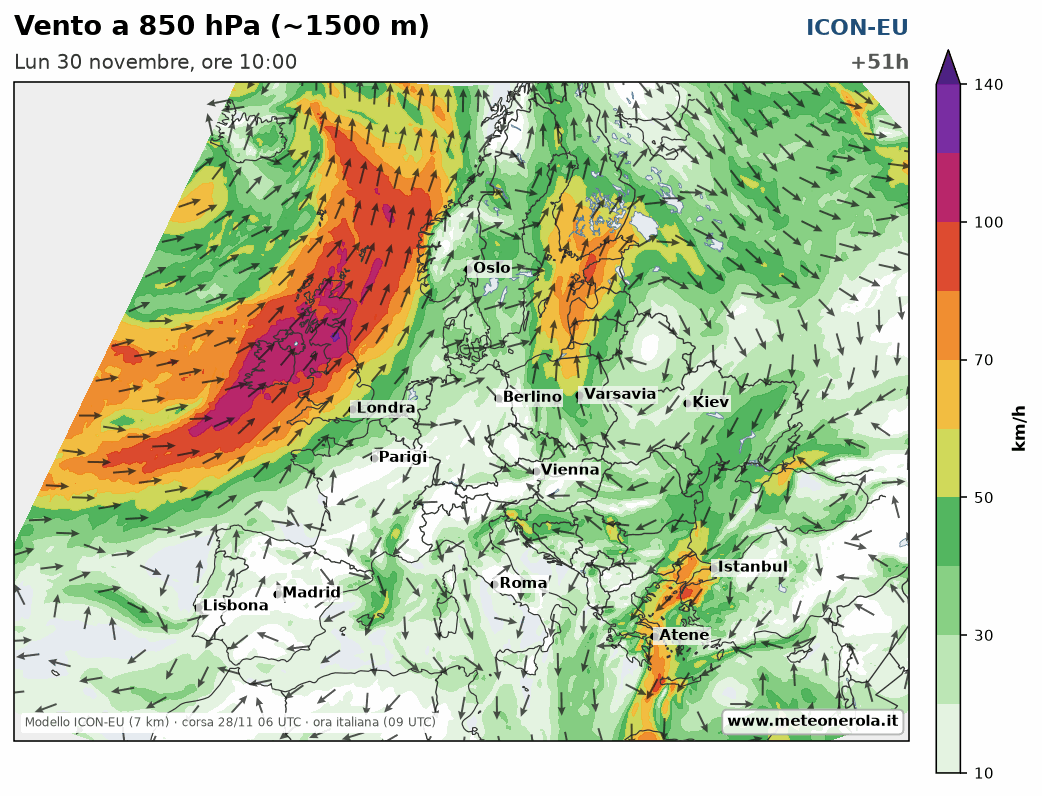 Vento a 850 hPa (~1500 m)
ICON-EU
Lun 30 novembre, ore 10:00
+51h
140
100
70
50
30
10
km/h
Oslo
Berlino
Varsavia
Kiev
Londra
Parigi
Vienna
Istanbul
Roma
Madrid
Lisbona
Atene
Modello ICON-EU (7 km) · corsa 28/11 06 UTC · ora italiana (09 UTC)
www.meteonerola.it